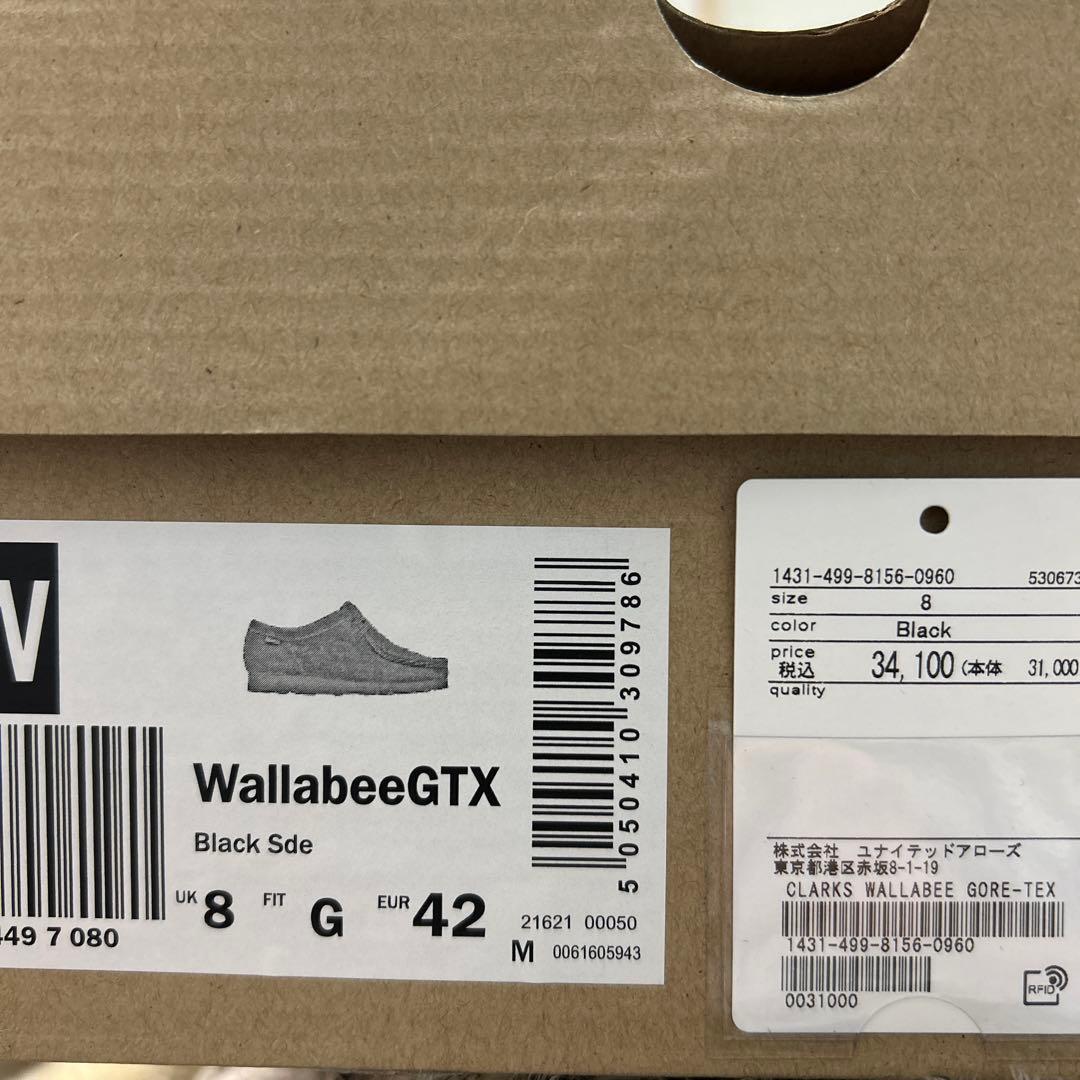 W
449 7 080
WallabeeGTX
Black Sde
UK 8 FIT G EUR 42
21621 00050
M 0061605943
5 050410 309786
1431-499-8156-0960 530673
size 8
color Black
price
税込 34,100 (本体 31,000
quality
株式会社 ユナイテッドアローズ
東京都港区赤坂8-1-19
CLARKS WALLABEE GORE-TEX
1431-499-8156-0960
0031000
RFID